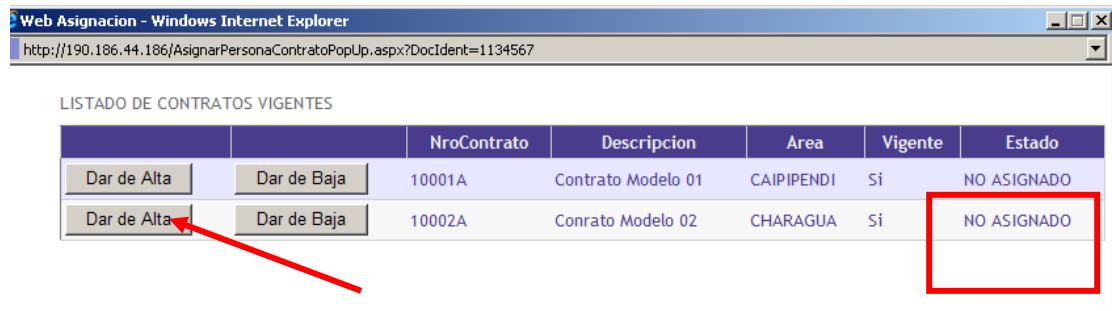 Web Asignacion - Windows Internet Explorer
http://190.186.44.186/AsignarPersonaContratoPopUp.aspx?DocIdent=1134567
LISTADO DE CONTRATOS VIGENTES
NroContrato Descripcion Area Vigente Estado
Dar de Alta Dar de Baja 10001A Contrato Modelo 01 CAIPIPENDI Si NO ASIGNADO
Dar de Alta Dar de Baja 10002A Conrato Modelo 02 CHARAGUA Si NO ASIGNADO